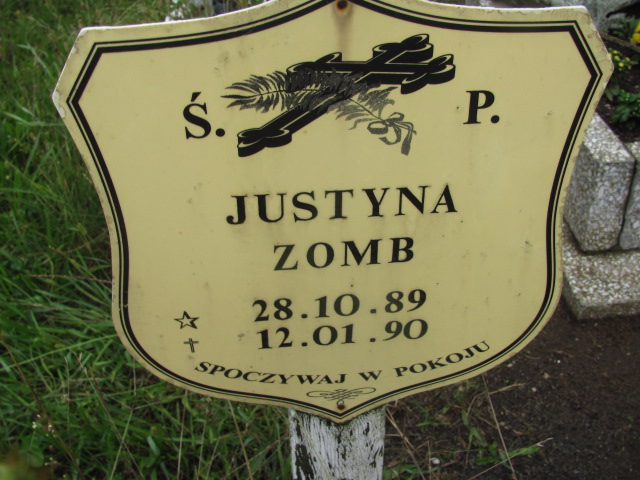 Ś. P.
JUSTYNA
ZOMB
☆ 28.10.89
† 12.01.90
SPOCZYWAJ W POKOJU